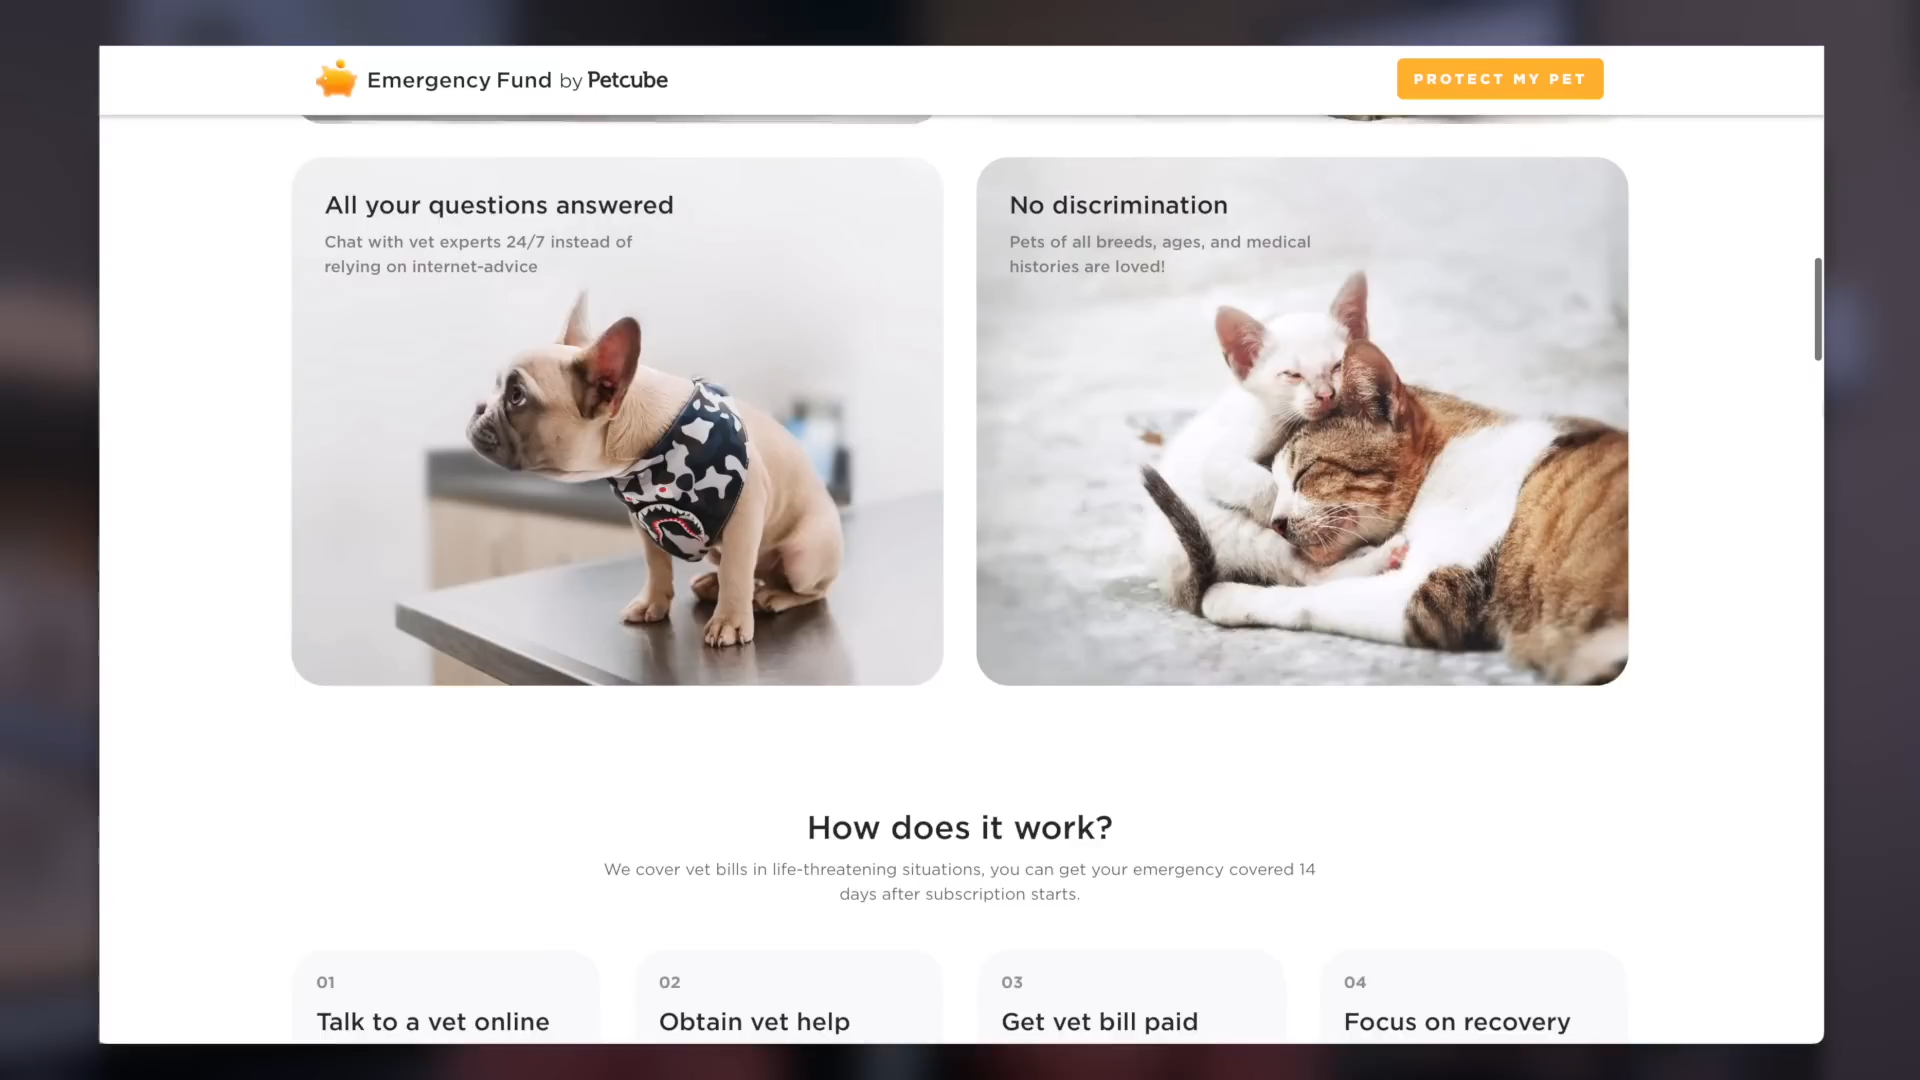 Emergency Fund by Petcube
PROTECT MY PET
All your questions answered
Chat with vet experts 24/7 instead of
relying on internet-advice
No discrimination
Pets of all breeds, ages, and medical
histories are loved!
How does it work?
We cover vet bills in life-threatening situations, you can get your emergency covered 14
days after subscription starts.
01
Talk to a vet online
02
Obtain vet help
03
Get vet bill paid
04
Focus on recovery